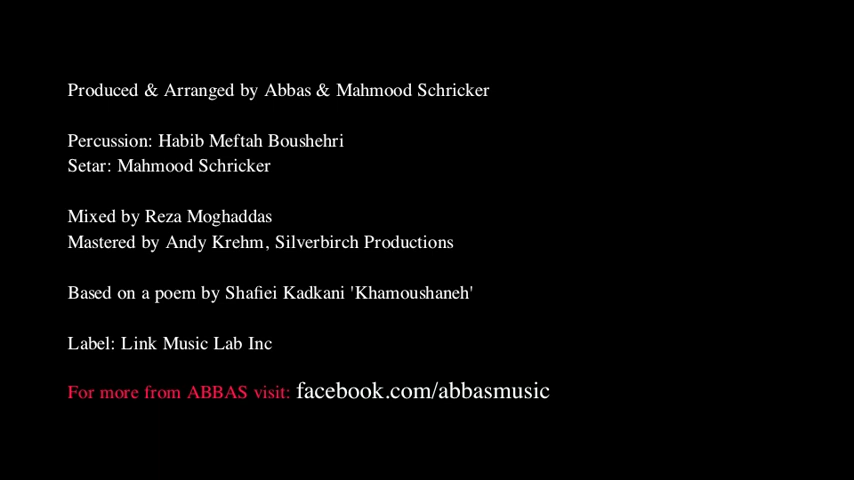 Produced & Arranged by Abbas & Mahmood Schricker
Percussion: Habib Meftah Boushehri
Setar: Mahmood Schricker
Mixed by Reza Moghaddas
Mastered by Andy Krehm, Silverbirch Productions
Based on a poem by Shafiei Kadkani 'Khamoushaneh'
Label: Link Music Lab Inc
For more from ABBAS visit: facebook.com/abbasmusic